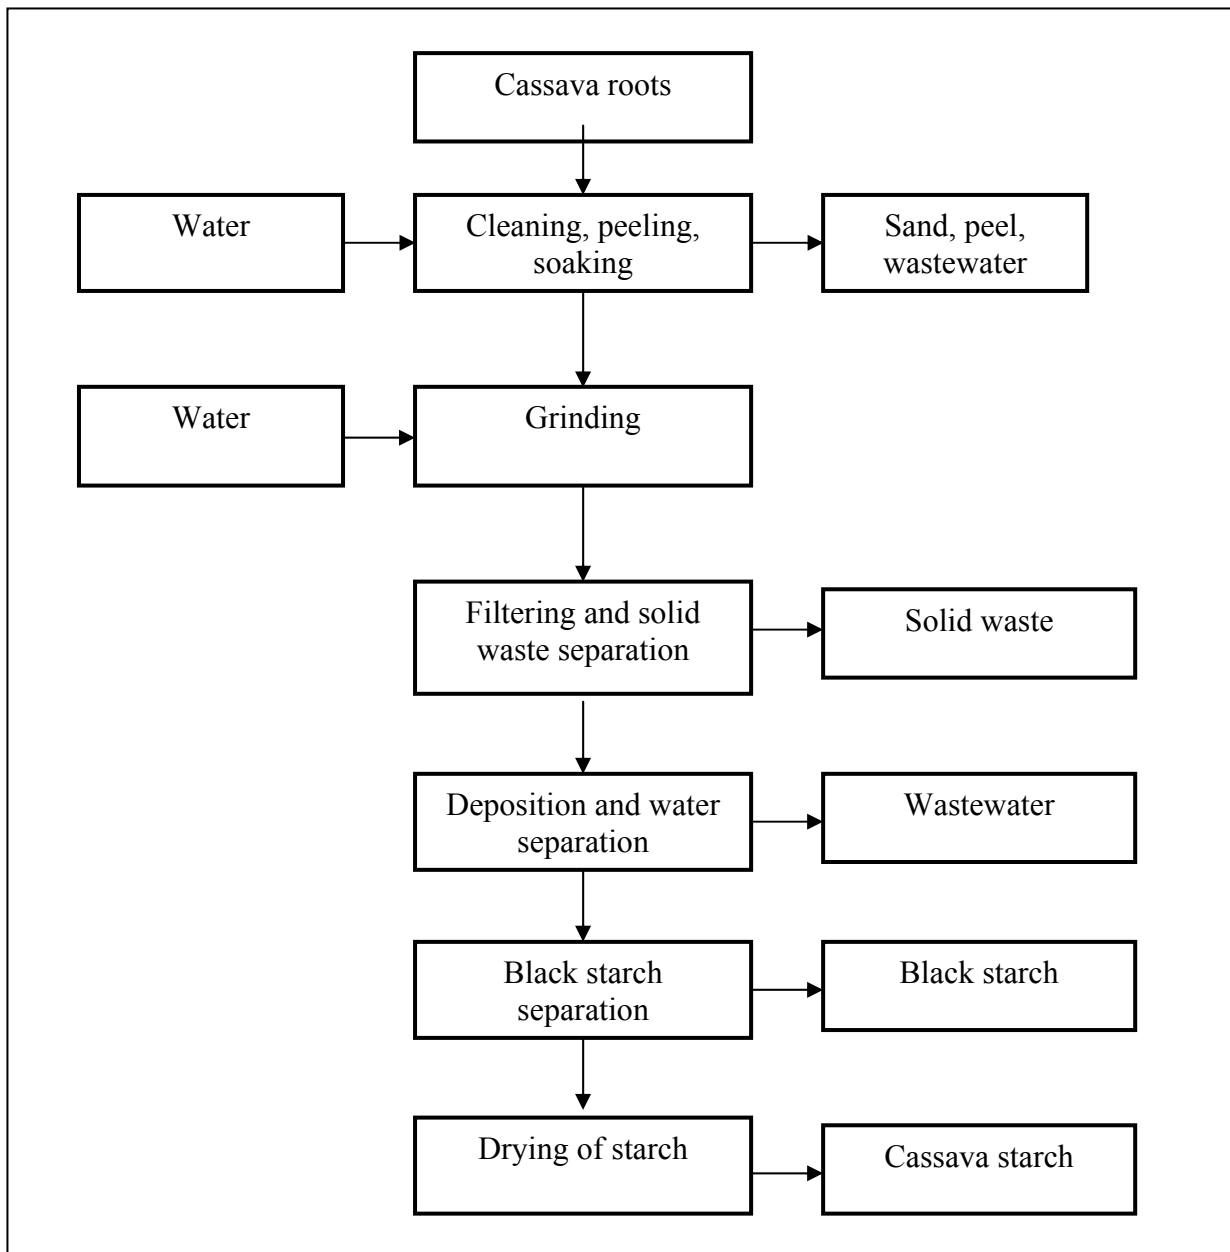 Cassava roots
Water
Cleaning, peeling,
soaking
Sand, peel,
wastewater
Water
Grinding
Filtering and solid
waste separation
Solid waste
Deposition and water
separation
Wastewater
Black starch
separation
Black starch
Drying of starch
Cassava starch